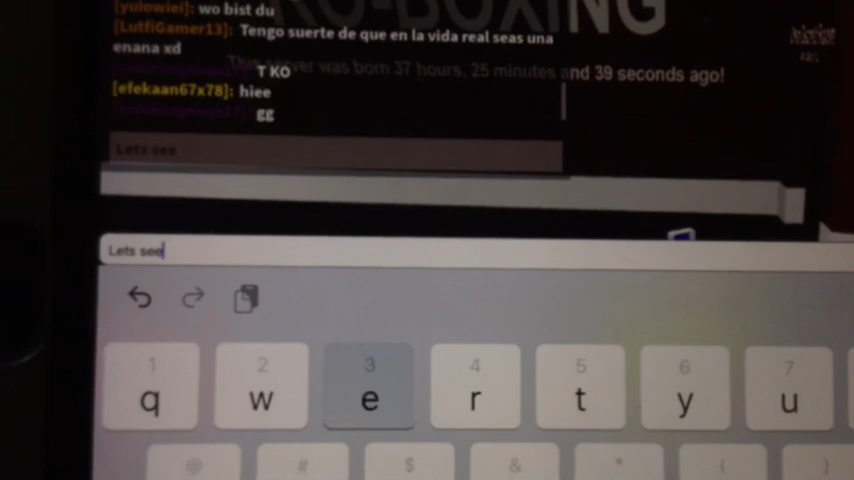 KO-BOXING
[yulowiei]: wo bist du
[LutfiGamer13]: Tengo suerte de que en la vida real seas una
enana xd
This server was born 37 hours, 25 minutes and 39 seconds ago!
T KO
[efekaan67x78]: hiee
gg
Lets see
Lets see
1 2 3 4 5 6 7
q w e r t y u
@ # $ & * ( )